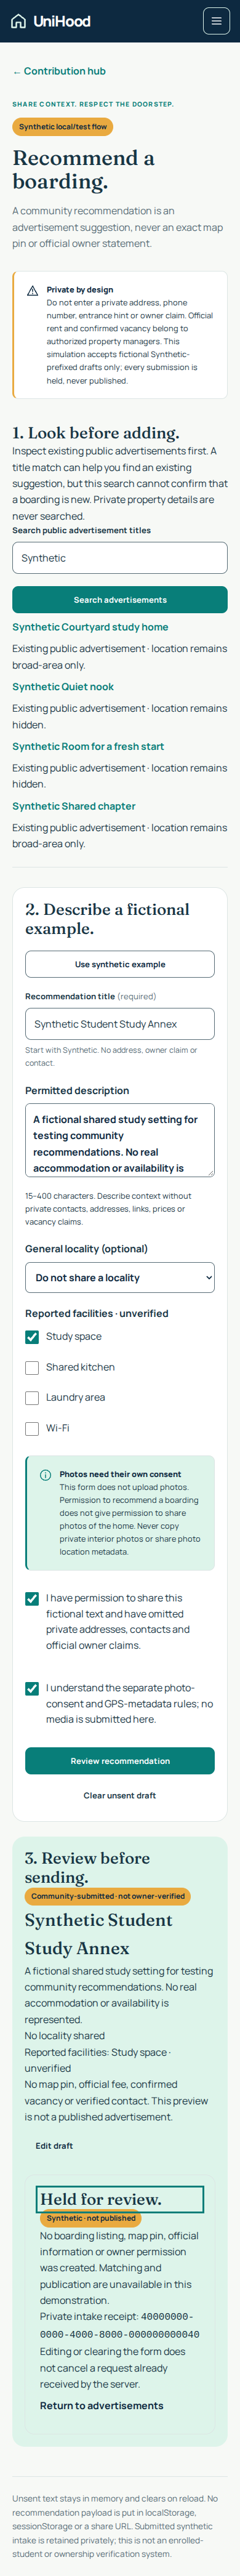 UniHood
← Contribution hub
SHARE CONTEXT. RESPECT THE DOORSTEP.
Synthetic local/test flow
Recommend a
boarding.
A community recommendation is an
advertisement suggestion, never an exact map
pin or official owner statement.
Private by design
Do not enter a private address, phone
number, entrance hint or owner claim. Official
rent and confirmed vacancy belong to
authorized property managers. This
simulation accepts fictional Synthetic-
prefixed drafts only; every submission is
held, never published.
1. Look before adding.
Inspect existing public advertisements first. A
title match can help you find an existing
suggestion, but this search cannot confirm that
a boarding is new. Private property details are
never searched.
Search public advertisement titles
Synthetic
Search advertisements
Synthetic Courtyard study home
Existing public advertisement · location remains
broad-area only.
Synthetic Quiet nook
Existing public advertisement · location remains
hidden.
Synthetic Room for a fresh start
Existing public advertisement · location remains
hidden.
Synthetic Shared chapter
Existing public advertisement · location remains
broad-area only.
2. Describe a fictional
example.
Use synthetic example
Recommendation title (required)
Synthetic Student Study Annex
Start with Synthetic. No address, owner claim or
contact.
Permitted description
A fictional shared study setting for
testing community
recommendations. No real
accommodation or availability is
15–400 characters. Describe context without
private contacts, addresses, links, prices or
vacancy claims.
General locality (optional)
Do not share a locality
Reported facilities · unverified
Study space
Shared kitchen
Laundry area
Wi-Fi
Photos need their own consent
This form does not upload photos.
Permission to recommend a boarding
does not give permission to share
photos of the home. Never copy
private interior photos or share photo
location metadata.
I have permission to share this
fictional text and have omitted
private addresses, contacts and
official owner claims.
I understand the separate photo-
consent and GPS-metadata rules; no
media is submitted here.
Review recommendation
Clear unsent draft
3. Review before
sending.
Community-submitted · not owner-verified
Synthetic Student
Study Annex
A fictional shared study setting for testing
community recommendations. No real
accommodation or availability is
represented.
No locality shared
Reported facilities: Study space ·
unverified
No map pin, official fee, confirmed
vacancy or verified contact. This preview
is not a published advertisement.
Edit draft
Held for review.
Synthetic · not published
No boarding listing, map pin, official
information or owner permission
was created. Matching and
publication are unavailable in this
demonstration.
Private intake receipt: 40000000-
0000-4000-8000-000000000040
Editing or clearing the form does
not cancel a request already
received by the server.
Return to advertisements
Unsent text stays in memory and clears on reload. No
recommendation payload is put in localStorage,
sessionStorage or a share URL. Submitted synthetic
intake is retained privately; this is not an enrolled-
student or ownership verification system.